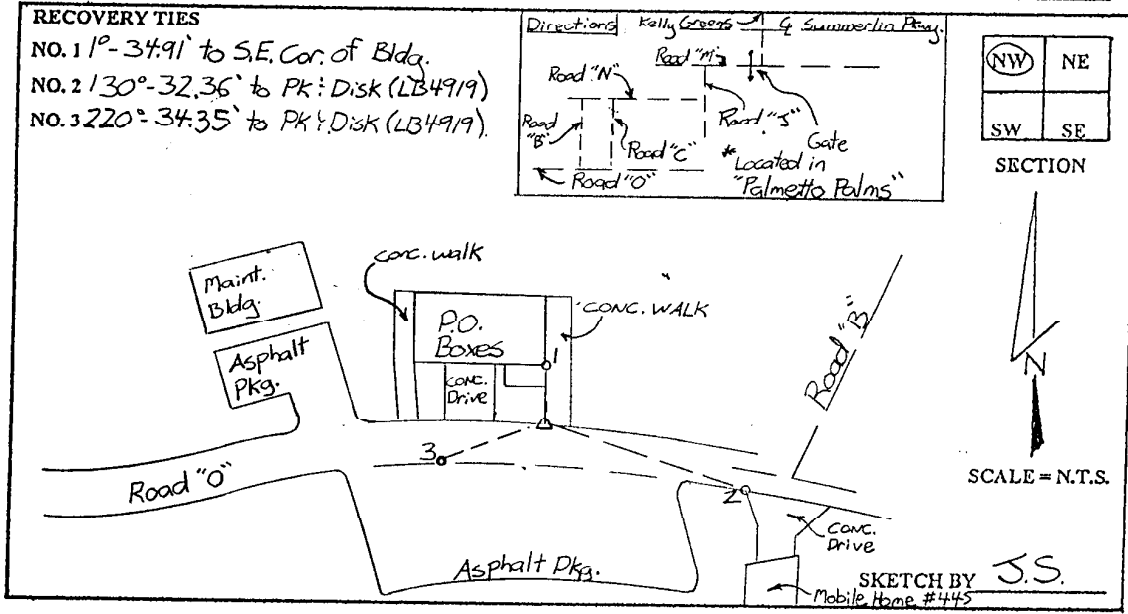 RECOVERY TIES
NO. 1 1°-34.91' to S.E. Cor. of Bldg.
NO. 2 130°-32.36' to PK & Disk (LB4919)
NO. 3 220°-34.35' to PK & Disk (LB4919).
Directions Kelly Greens & Summerlin Pkwy.
Road "M"
Road "N"
Road "B"
Road "C"
Road "J"
Gate
Road "O"
*Located in
"Palmetto Palms"
NW NE
SW SE
SECTION
N
SCALE = N.T.S.
conc. walk
Maint.
Bldg.
P.O.
Boxes
CONC. WALK
1
Asphalt
Pkg.
CONC.
Drive
Road "B"
3
Road "O"
2
CONC.
Drive
Asphalt Pkg.
Mobile Home #445
SKETCH BY J.S.